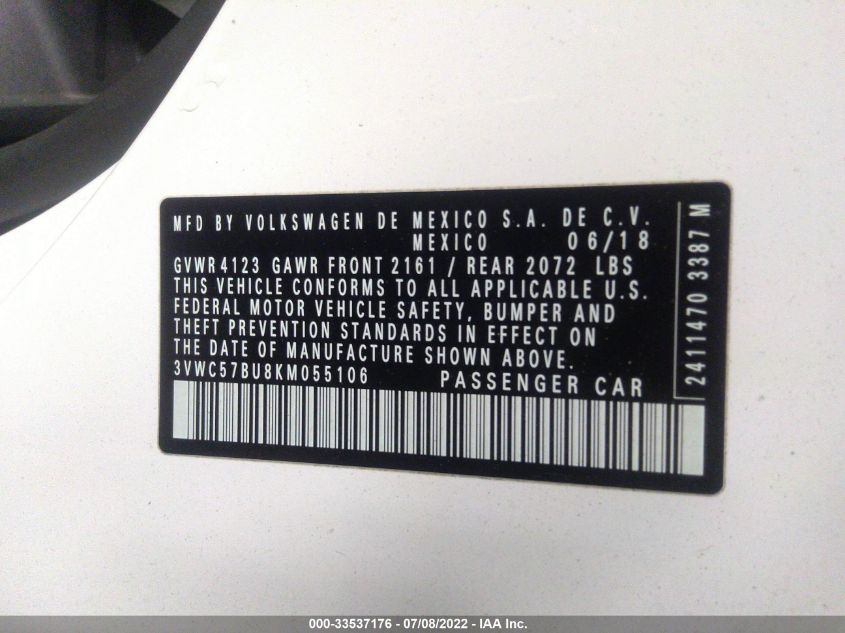 MFD BY VOLKSWAGEN DE MEXICO S.A. DE C.V.
MEXICO 06/18
GVWR 4123 GAWR FRONT 2161 / REAR 2072 LBS
THIS VEHICLE CONFORMS TO ALL APPLICABLE U.S.
FEDERAL MOTOR VEHICLE SAFETY, BUMPER AND
THEFT PREVENTION STANDARDS IN EFFECT ON
THE DATE OF MANUFACTURE SHOWN ABOVE.
3VWC57BU8KM055106 PASSENGER CAR
2411470 3387 M
000-33537176 - 07/08/2022 - IAA Inc.